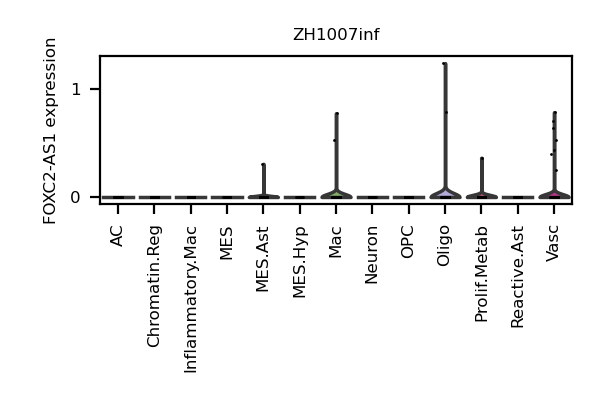 ZH1007inf
FOXC2-AS1 expression
1
0
AC
Chromatin.Reg
Inflammatory.Mac
MES
MES.Ast
MES.Hyp
Mac
Neuron
OPC
Oligo
Prolif.Metab
Reactive.Ast
Vasc